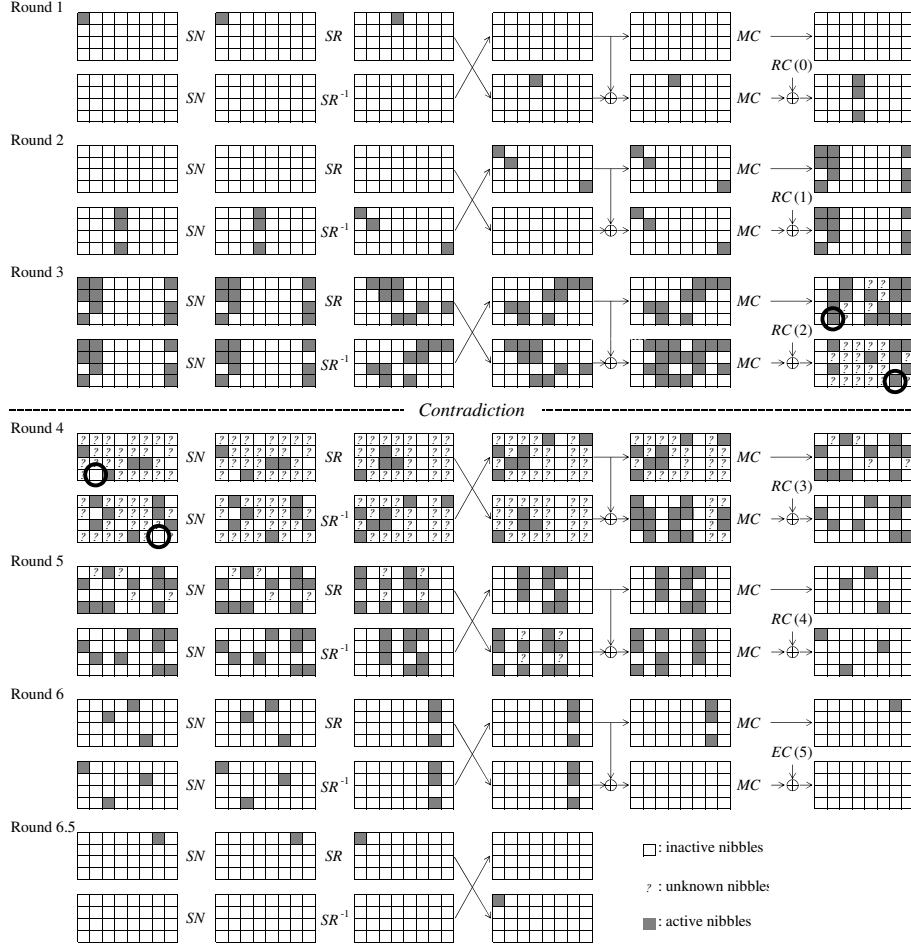 Round 1
SN SR MC
RC(0)
SN SR-1 MC
Round 2
SN SR MC
RC(1)
SN SR-1 MC
Round 3
SN SR MC
RC(2)
SN SR-1 MC
Contradiction
Round 4
SN SR MC
RC(3)
SN SR-1 MC
Round 5
SN SR MC
RC(4)
SN SR-1 MC
Round 6
SN SR MC
EC(5)
SN SR-1 MC
Round 6.5
SN SR
: inactive nibbles
? : unknown nibbles
SN SR-1
: active nibbles